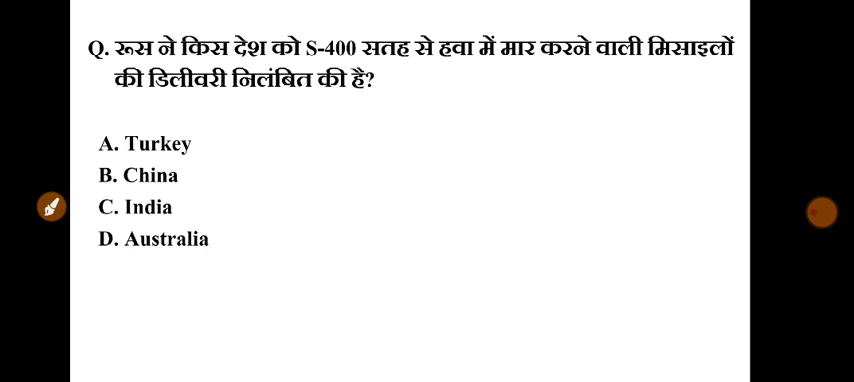 Q. रूस ने किस देश को S-400 सतह से हवा में मार करने वाली मिसाइलों
की डिलीवरी निलंबित की है?
A. Turkey
B. China
C. India
D. Australia